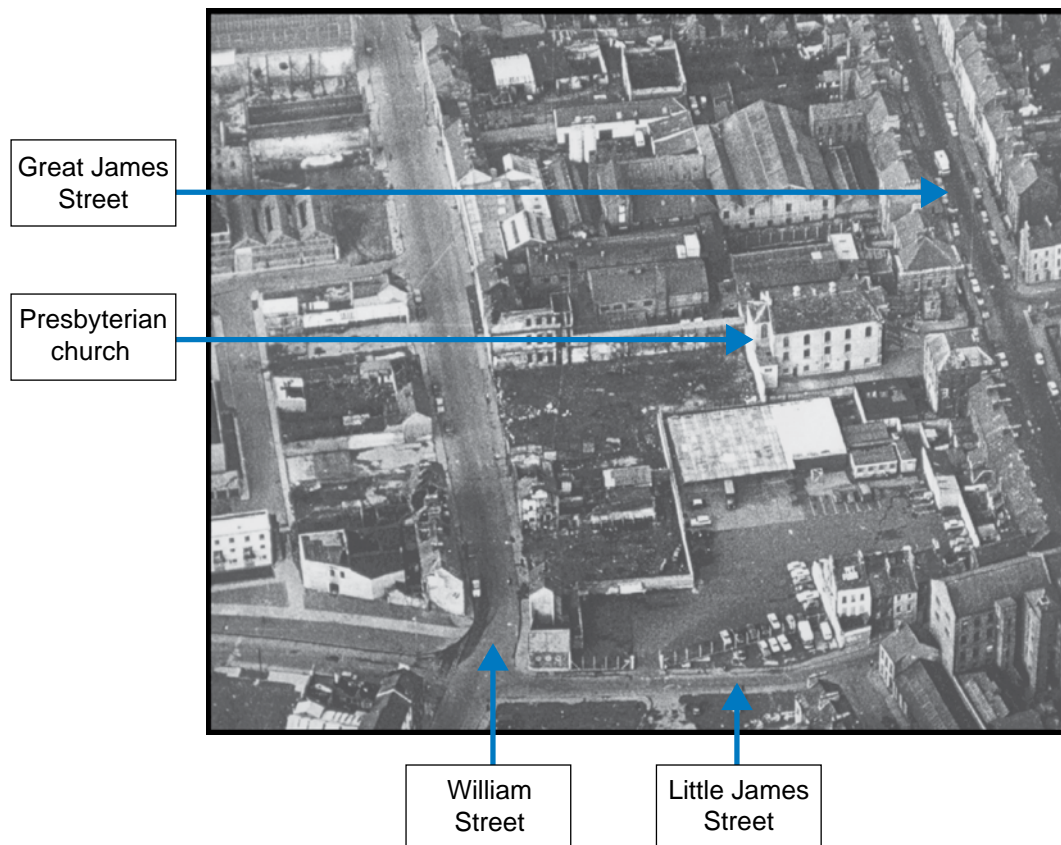 Great James
Street
Presbyterian
church
William
Street
Little James
Street